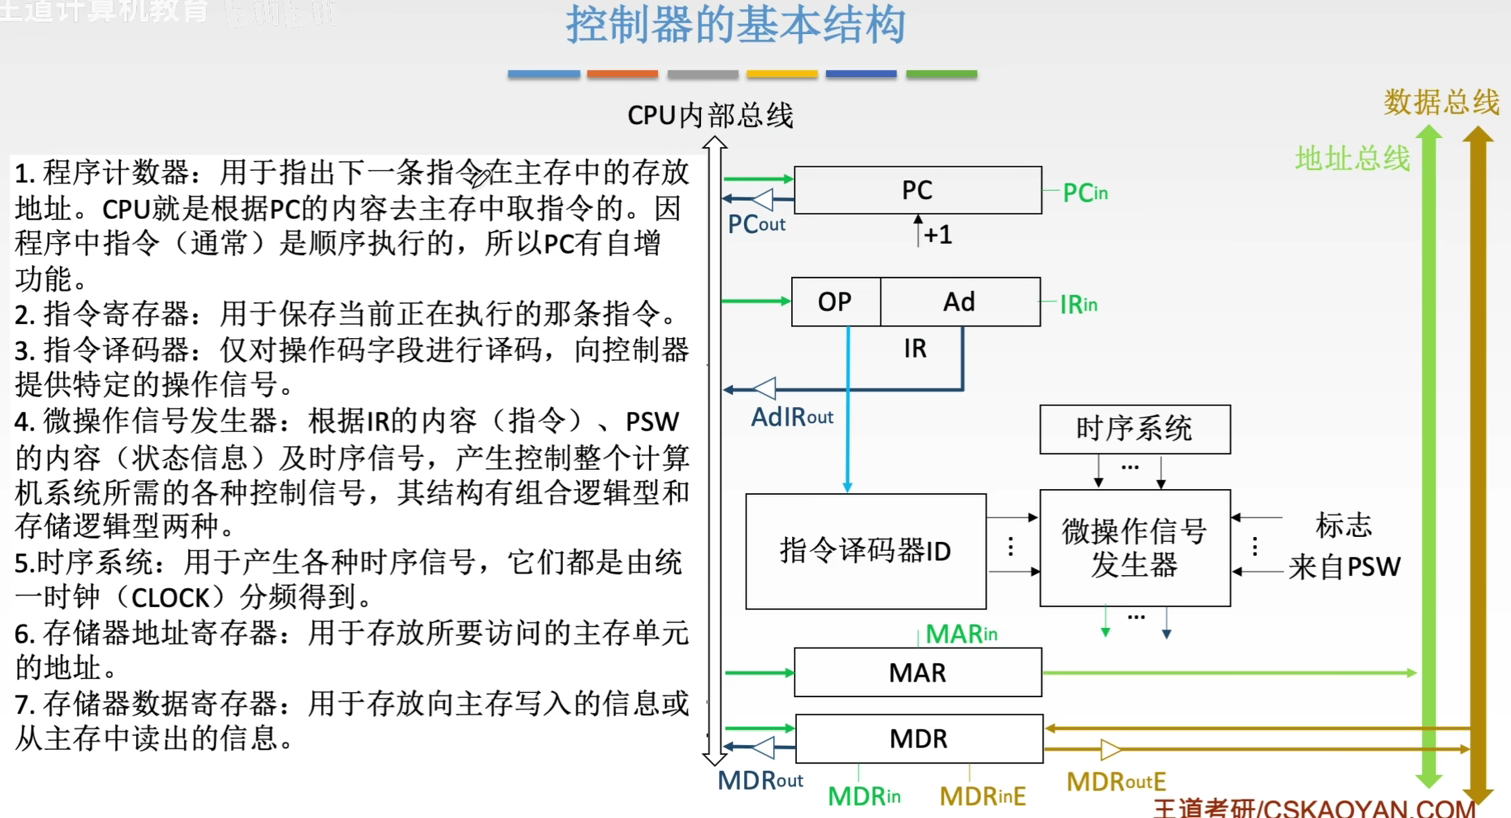 王道计算机教育
控制器的基本结构
CPU内部总线
数据总线
地址总线
1. 程序计数器：用于指出下一条指令在主存中的存放
地址。CPU就是根据PC的内容去主存中取指令的。因
程序中指令（通常）是顺序执行的，所以PC有自增
功能。
2. 指令寄存器：用于保存当前正在执行的那条指令。
3. 指令译码器：仅对操作码字段进行译码，向控制器
提供特定的操作信号。
4. 微操作信号发生器：根据IR的内容（指令）、PSW
的内容（状态信息）及时序信号，产生控制整个计算
机系统所需的各种控制信号，其结构有组合逻辑型和
存储逻辑型两种。
5.时序系统：用于产生各种时序信号，它们都是由统
一时钟（CLOCK）分频得到。
6. 存储器地址寄存器：用于存放所要访问的主存单元
的地址。
7. 存储器数据寄存器：用于存放向主存写入的信息或
从主存中读出的信息。
PC
PCin
PCout
+1
OP
Ad
IRin
IR
AdIRout
时序系统
...
指令译码器ID
微操作信号
发生器
标志
来自PSW
...
MARin
MAR
MDR
MDRout
MDRin
MDRinE
MDRoutE
王道考研/CSKAOYAN.COM